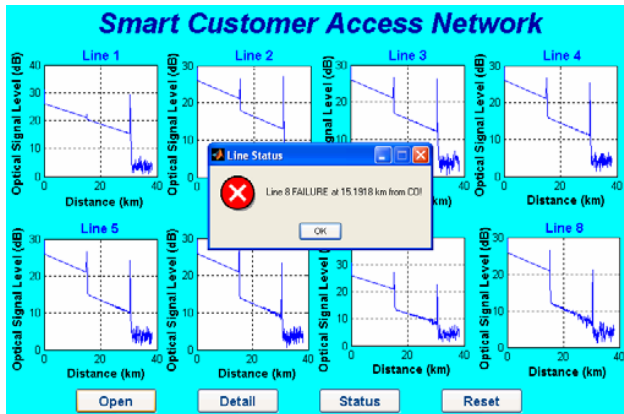 Smart Customer Access Network
Line 1
Line 2
Line 3
Line 4
Optical Signal Level (dB)
40
30
20
10
0
0 20 40
Distance (km)
Optical Signal Level (dB)
30
20
10
Optical Signal Level (dB)
30
20
Optical Signal Level (dB)
30
20
10
0
0 20 40
Distance (km)
Line Status
Line 8 FAILURE at 15.1918 km from CO!
OK
Line 5
Line 8
Optical Signal Level (dB)
30
20
10
0
0 20 40
Distance (km)
Optical Signal Level (dB)
30
20
10
0
0 20 40
Distance (km)
Optical Signal Level (dB)
30
20
10
0
0 20 40
Distance (km)
Optical Signal Level (dB)
30
20
10
0
0 20 40
Distance (km)
Open
Detail
Status
Reset